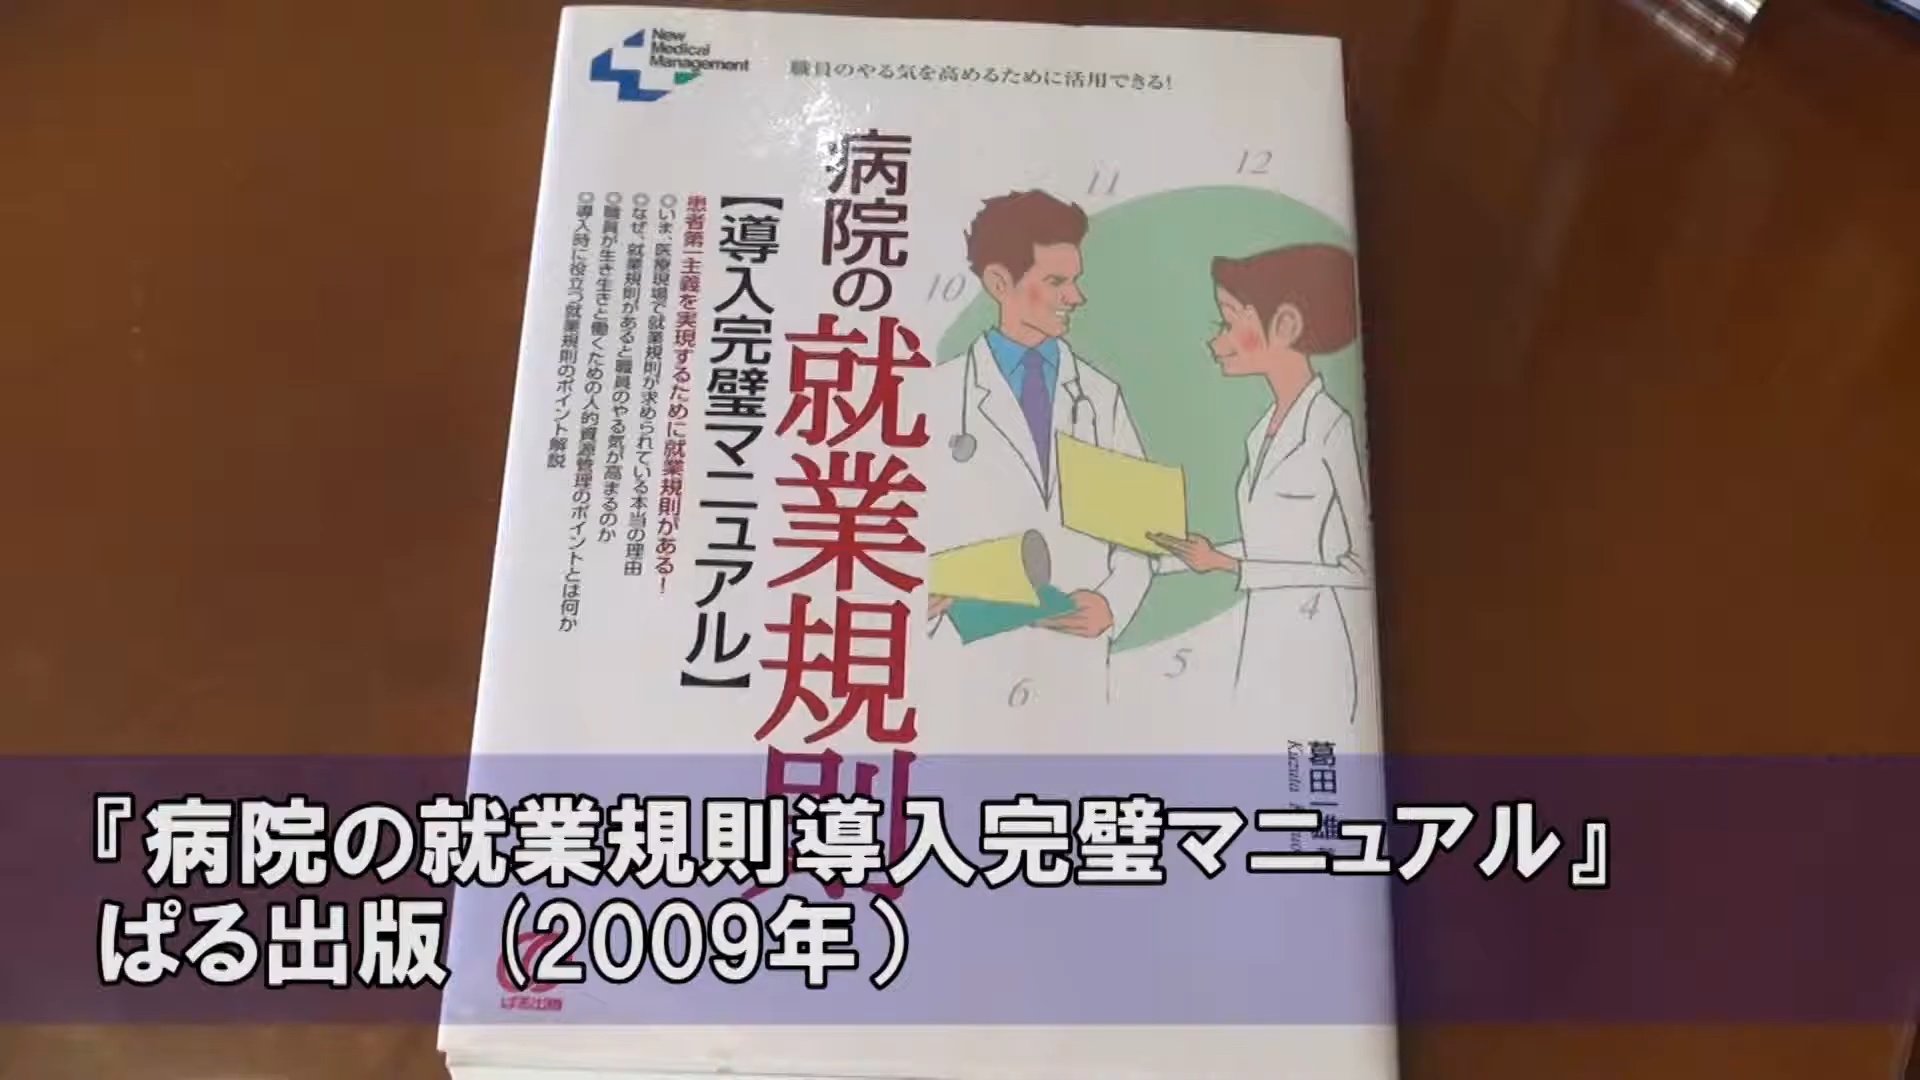 New
Medical
Management
職員のやる気を高めるために活用できる!
病院の就業規則
【導入完璧マニュアル】
患者第一主義を実現するために就業規則がある!
◎いま、医療現場で就業規則が求められている本当の理由
◎なぜ、就業規則があると職員のやる気が高まるのか
◎職員が生き生きと働くための人的資源管理のポイントとは何か
◎導入時に役立つ就業規則のポイント解説
11
12
10
4
5
6
葛田一雄
Kuzuta
ぱる出版
『病院の就業規則導入完璧マニュアル』
ぱる出版（2009年）